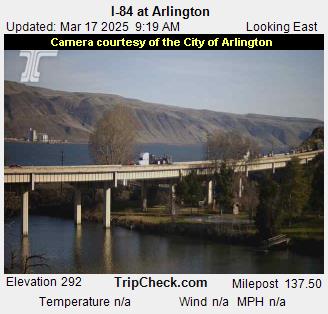 I-84 at Arlington
Updated: Mar 17 2025 9:19 AM Looking East
Camera courtesy of the City of Arlington
Elevation 292 TripCheck.com Milepost 137.50
Temperature n/a Wind n/a MPH n/a